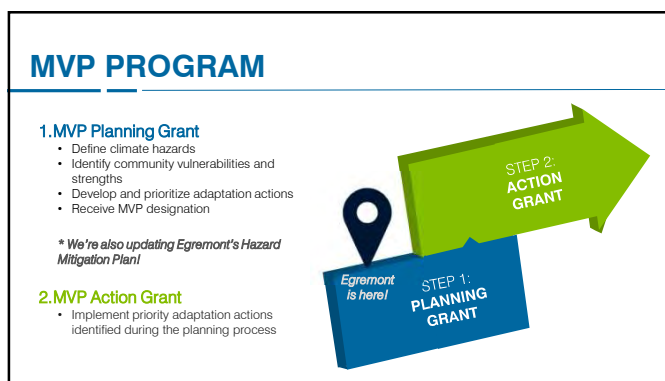 MVP PROGRAM
1.MVP Planning Grant
• Define climate hazards
• Identify community vulnerabilities and
strengths
• Develop and prioritize adaptation actions
• Receive MVP designation
* We're also updating Egremont's Hazard
Mitigation Plan!
2.MVP Action Grant
• Implement priority adaptation actions
identified during the planning process
STEP 2:
ACTION
GRANT
Egremont
is here!
STEP 1:
PLANNING
GRANT